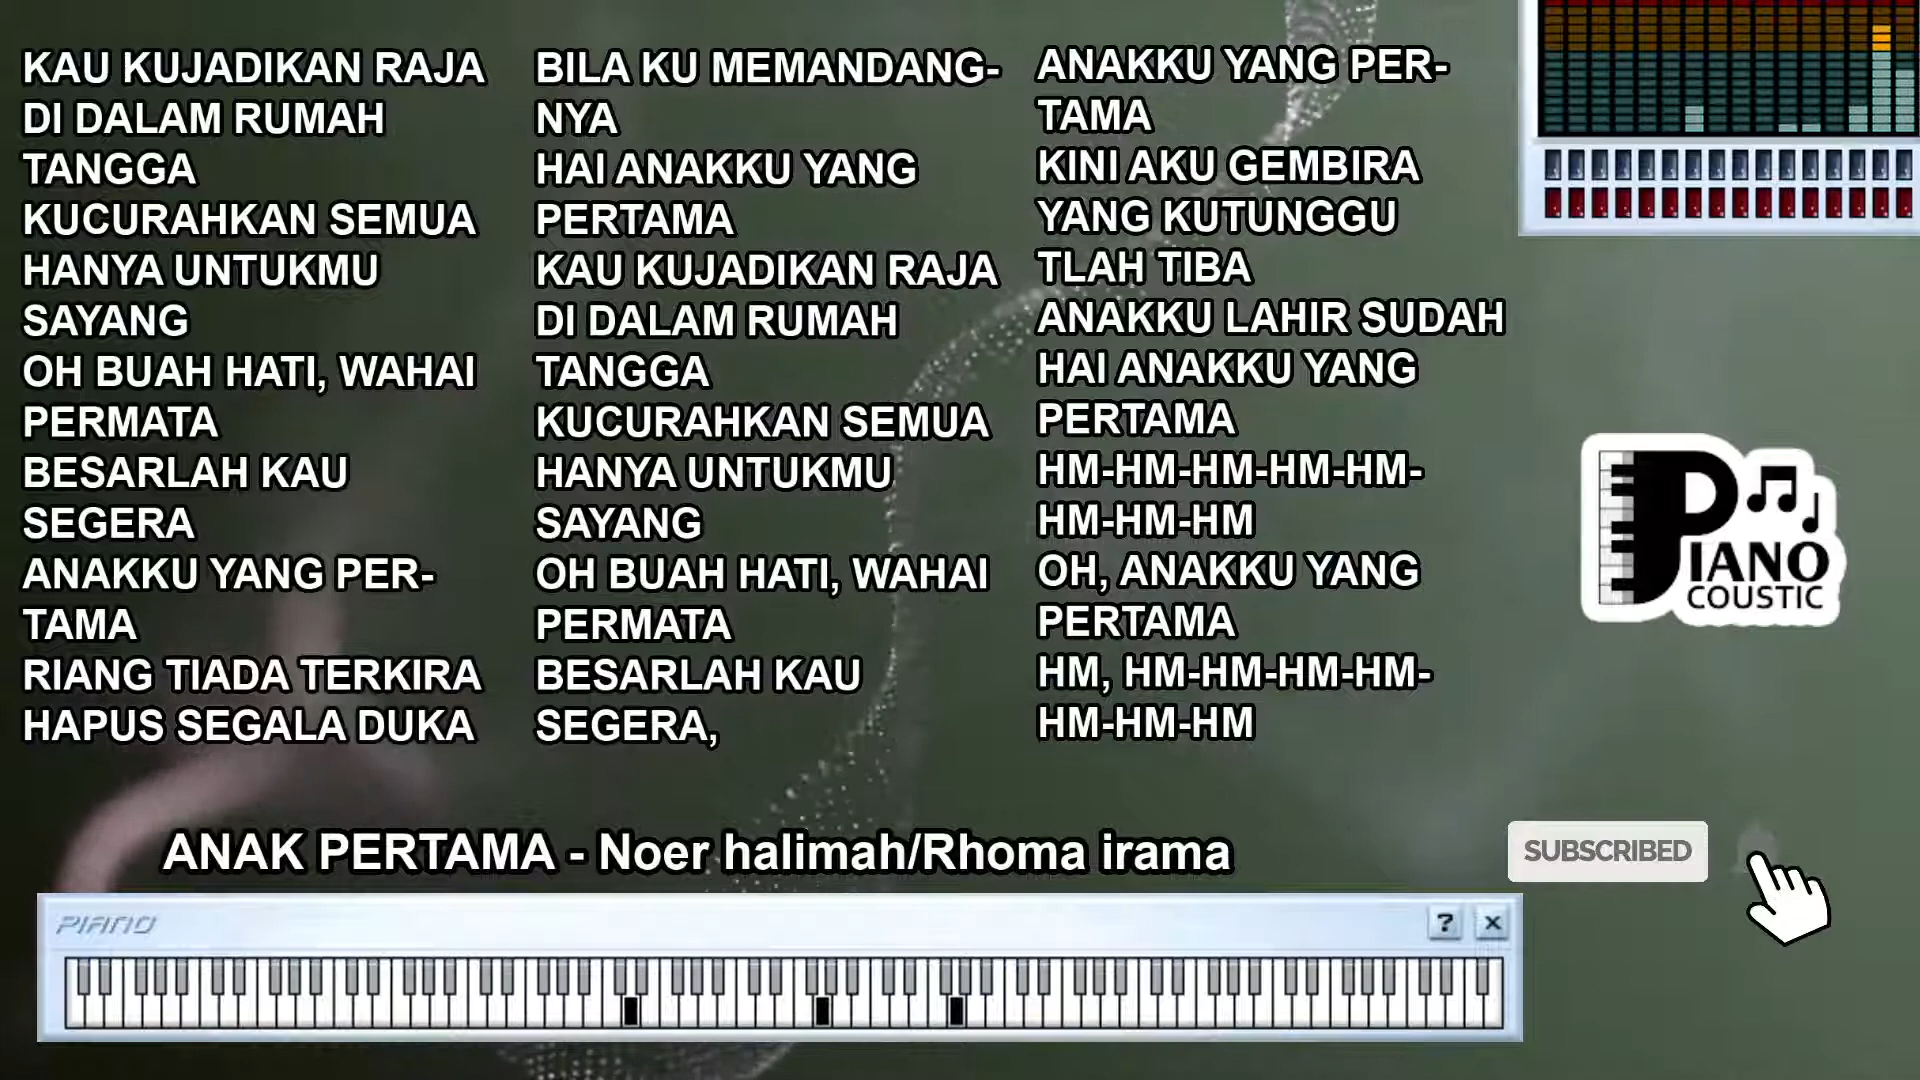 KAU KUJADIKAN RAJA
DI DALAM RUMAH
TANGGA
KUCURAHKAN SEMUA
HANYA UNTUKMU
SAYANG
OH BUAH HATI, WAHAI
PERMATA
BESARLAH KAU
SEGERA
ANAKKU YANG PER-
TAMA
RIANG TIADA TERKIRA
HAPUS SEGALA DUKA
BILA KU MEMANDANG-
NYA
HAI ANAKKU YANG
PERTAMA
KAU KUJADIKAN RAJA
DI DALAM RUMAH
TANGGA
KUCURAHKAN SEMUA
HANYA UNTUKMU
SAYANG
OH BUAH HATI, WAHAI
PERMATA
BESARLAH KAU
SEGERA,
ANAKKU YANG PER-
TAMA
KINI AKU GEMBIRA
YANG KUTUNGGU
TLAH TIBA
ANAKKU LAHIR SUDAH
HAI ANAKKU YANG
PERTAMA
HM-HM-HM-HM-HM-
HM-HM-HM
OH, ANAKKU YANG
PERTAMA
HM, HM-HM-HM-HM-
HM-HM-HM
PIANO
COUSTIC
ANAK PERTAMA - Noer halimah/Rhoma irama
SUBSCRIBED
PIANO
? ×